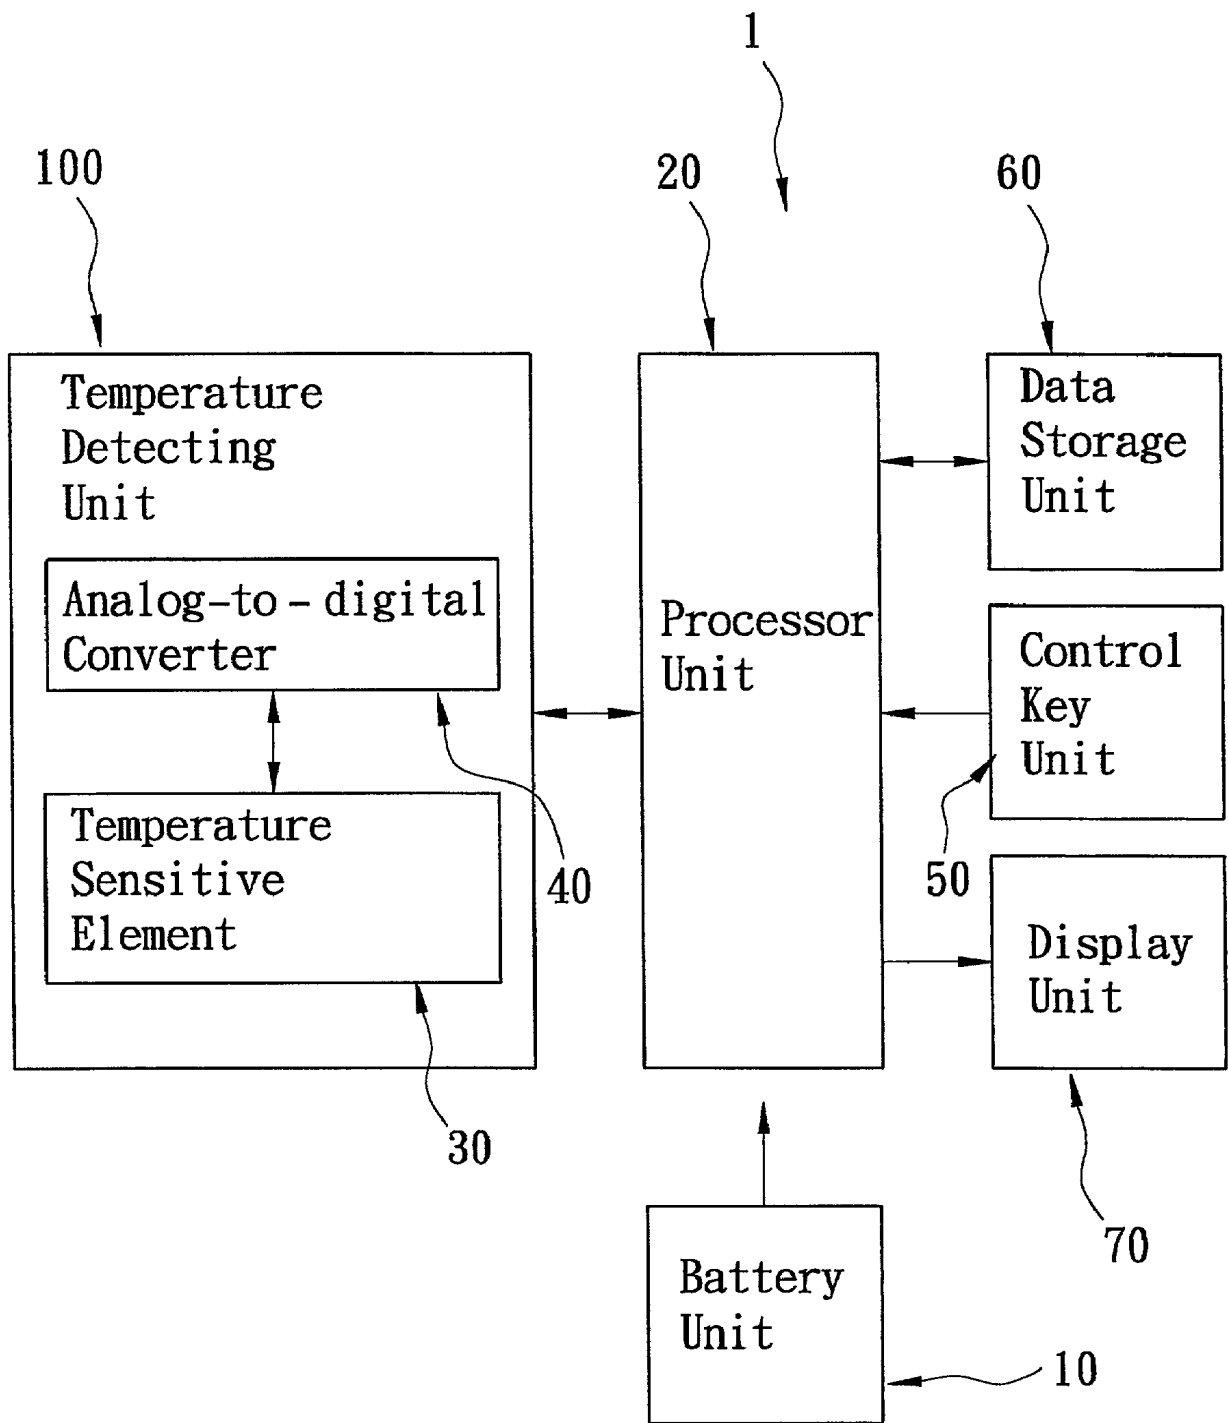 1
100
20
60
Temperature
Detecting
Unit
Analog-to-digital
Converter
Temperature
Sensitive
Element
40
30
Processor
Unit
Data
Storage
Unit
Control
Key
Unit
50
Display
Unit
70
Battery
Unit
10